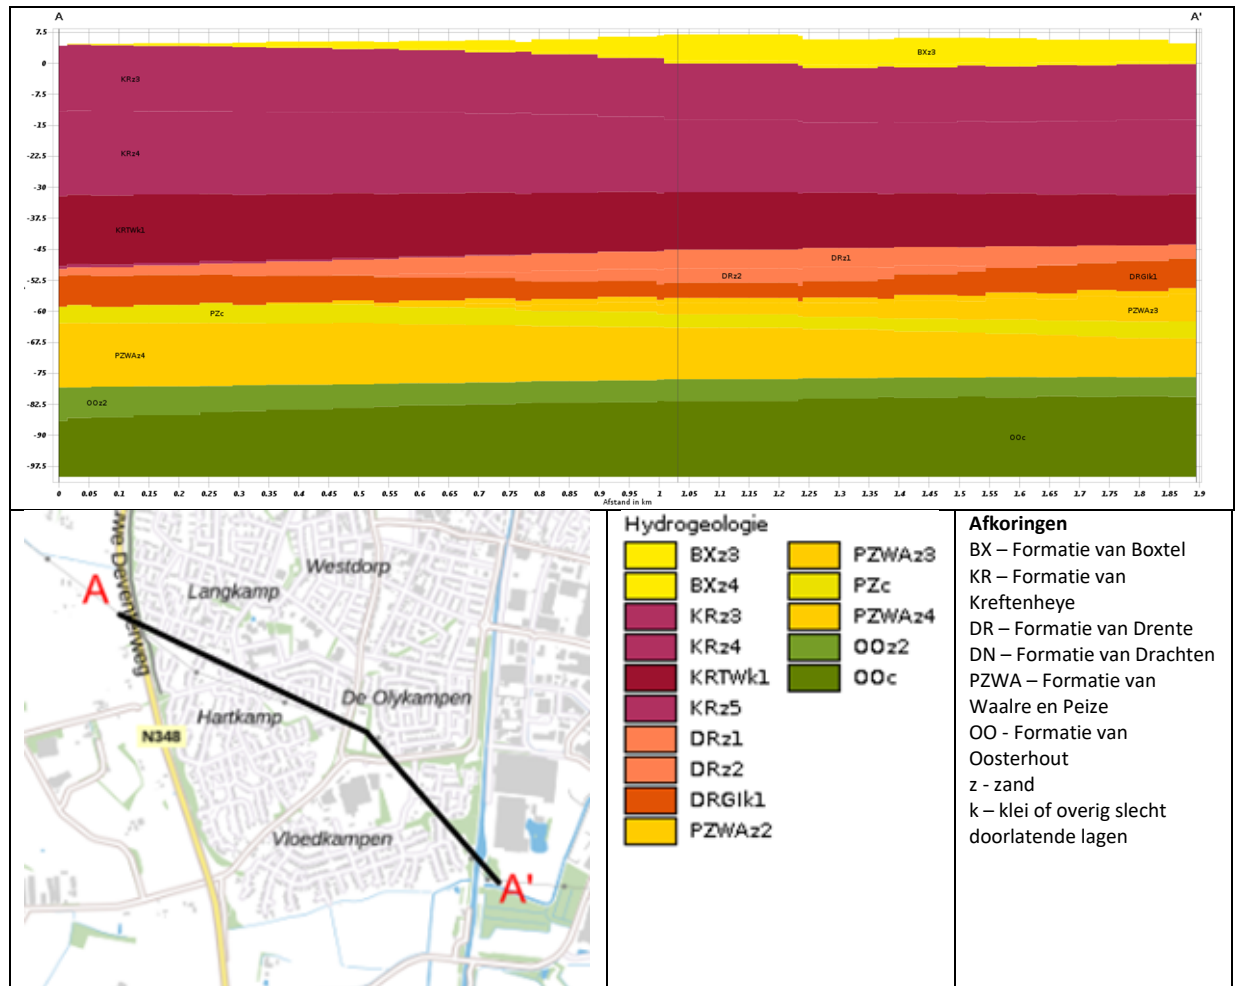 A
A'
7.5
0
-7.5
-15
-22.5
-30
-37.5
-45
-52.5
-60
-67.5
-75
-82.5
-90
-97.5
BXz3
KRz3
KRz4
KRTWk1
DRz1
DRz2
DRGIk1
PZc
PZWAz3
PZWAz4
OOz2
OOc
0 0.05 0.1 0.15 0.2 0.25 0.3 0.35 0.4 0.45 0.5 0.55 0.6 0.65 0.7 0.75 0.8 0.85 0.9 0.95 1 1.05 1.1 1.15 1.2 1.25 1.3 1.35 1.4 1.45 1.5 1.55 1.6 1.65 1.7 1.75 1.8 1.85 1.9
Afstand in km
Westdorp
A
Langkamp
De Olykampen
Hartkamp
N348
Vloedkampen
A'
Hydrogeologie
BXz3
BXz4
KRz3
KRz4
KRTWk1
KRz5
DRz1
DRz2
DRGIk1
PZWAz2
PZWAz3
PZc
PZWAz4
OOz2
OOc
Afkoringen
BX – Formatie van Boxtel
KR – Formatie van
Kreftenheye
DR – Formatie van Drente
DN – Formatie van Drachten
PZWA – Formatie van
Waalre en Peize
OO - Formatie van
Oosterhout
z - zand
k – klei of overig slecht
doorlatende lagen